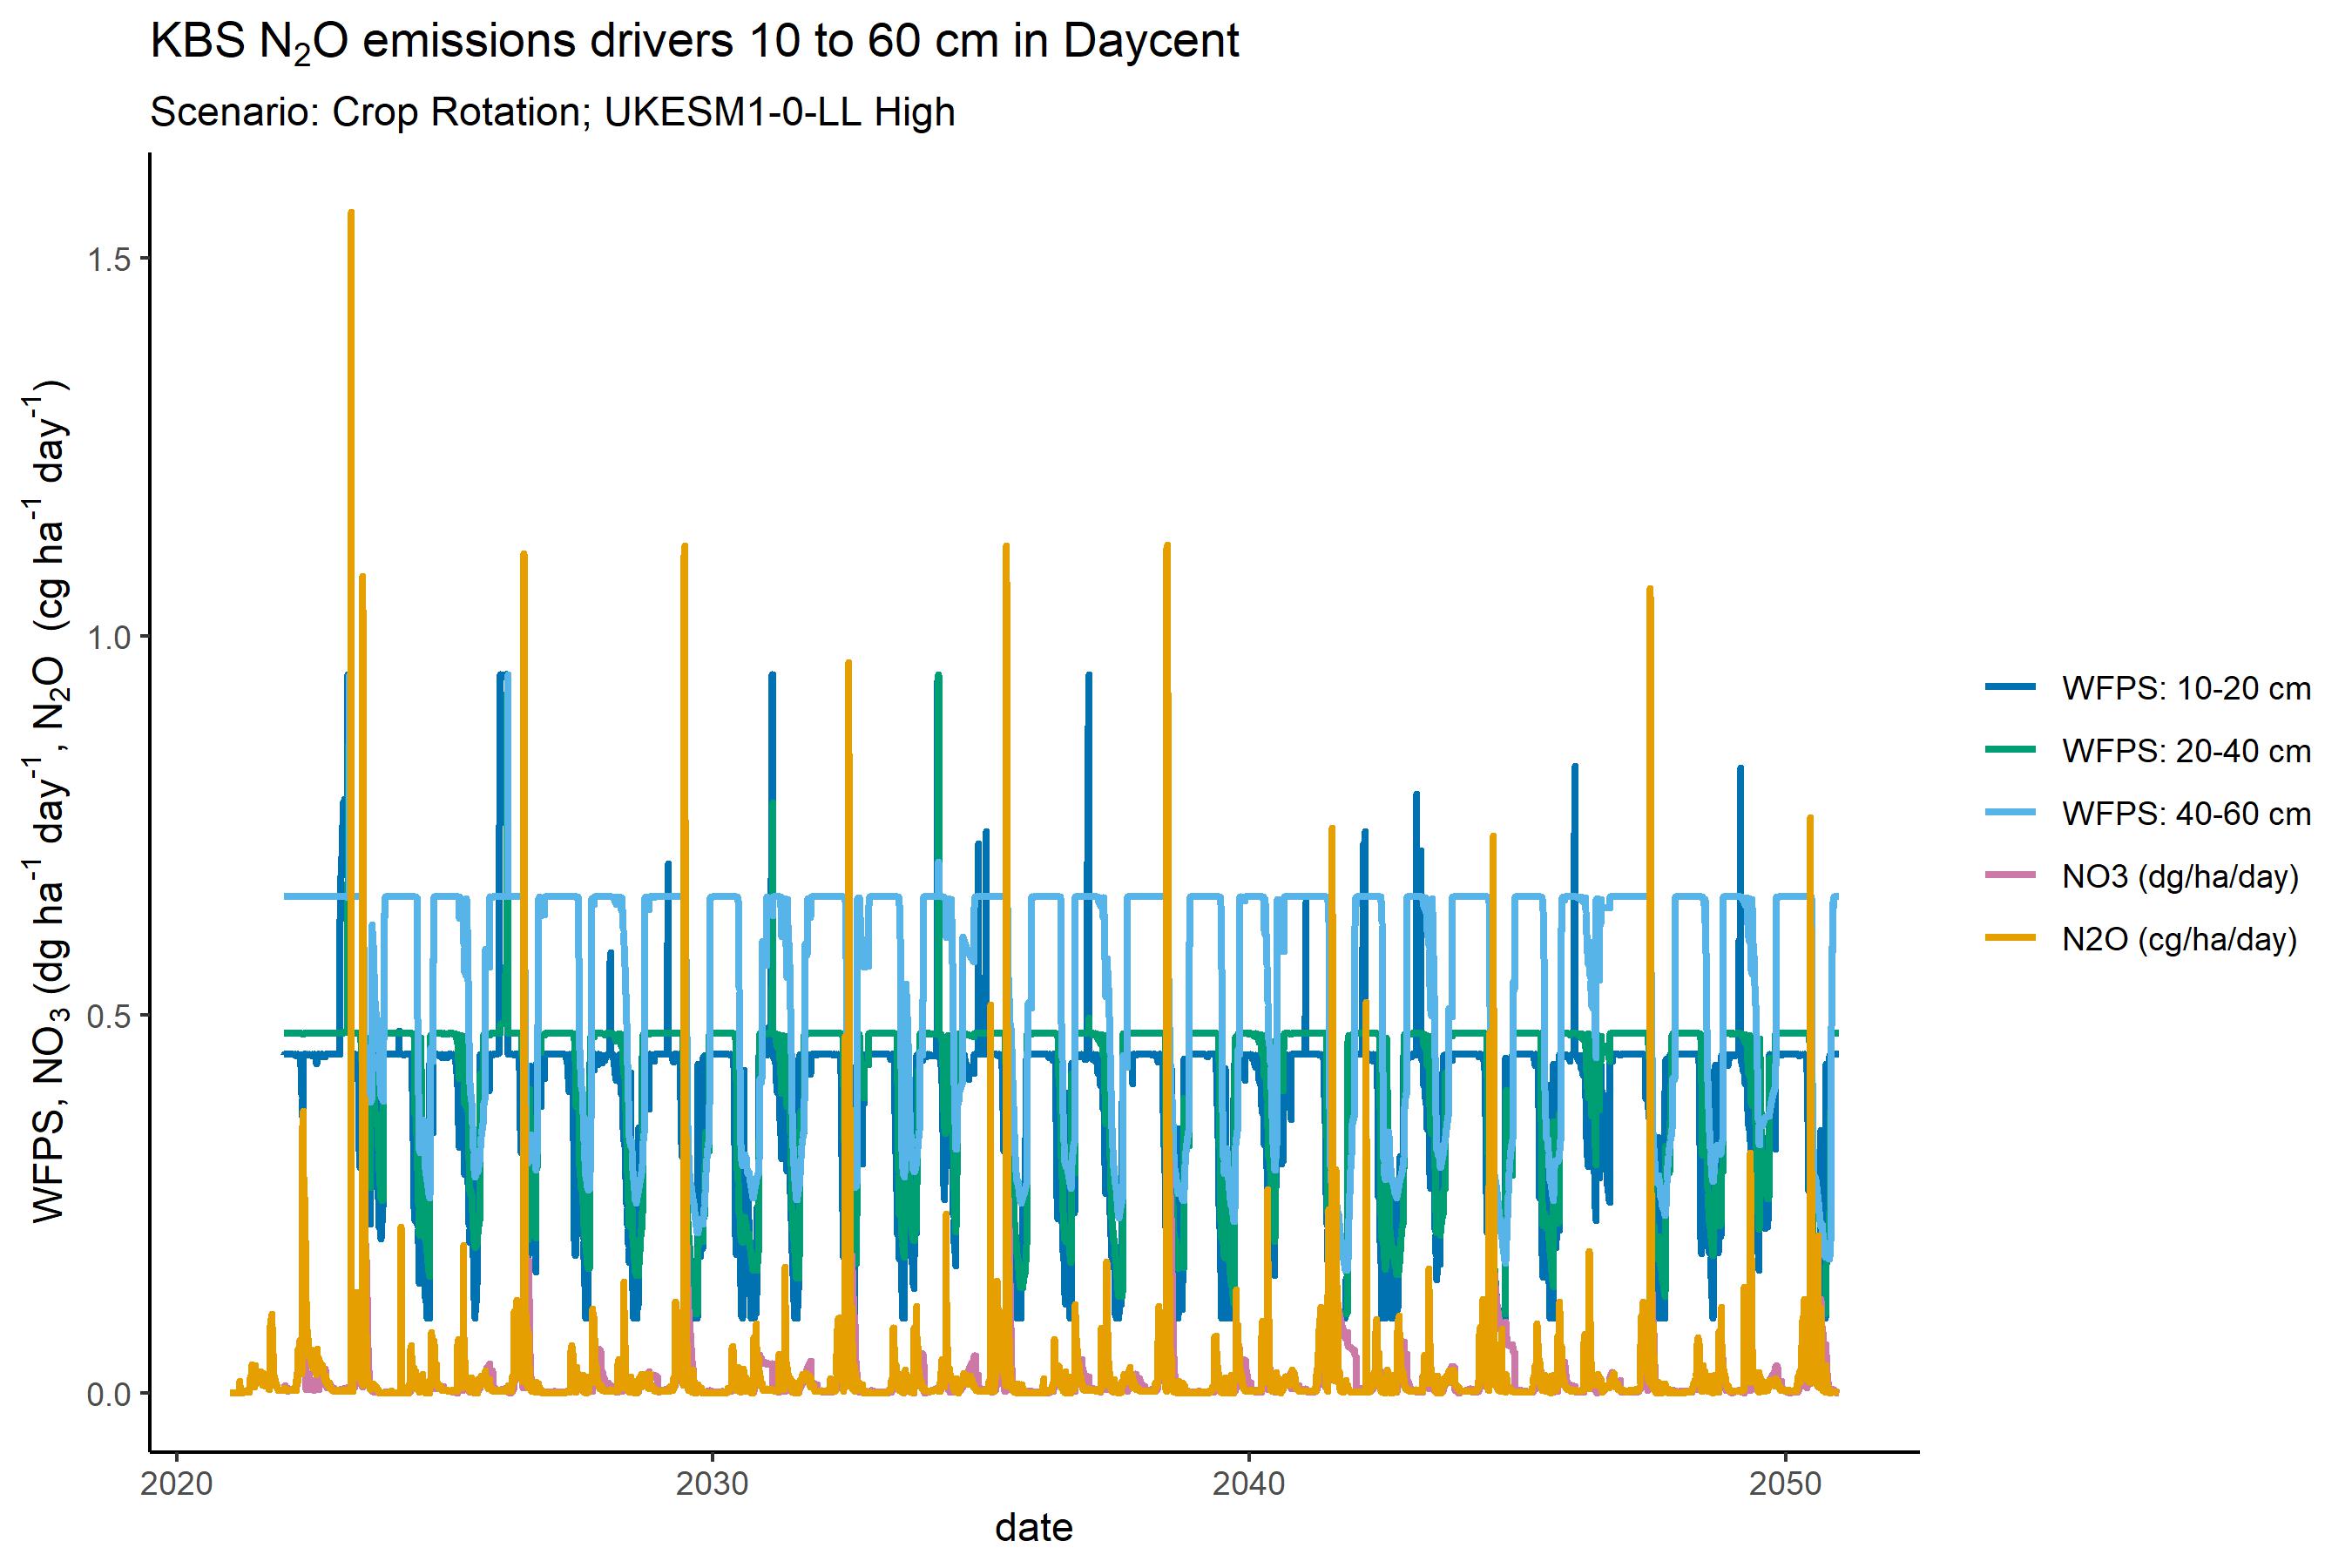 KBS N₂O emissions drivers 10 to 60 cm in Daycent
Scenario: Crop Rotation; UKESM1-0-LL High
WFPS, NO₃ (dg ha⁻¹ day⁻¹, N₂O (cg ha⁻¹ day⁻¹)
1.5
1.0
0.5
0.0
2020 2030 2040 2050
date
WFPS: 10-20 cm
WFPS: 20-40 cm
WFPS: 40-60 cm
NO3 (dg/ha/day)
N2O (cg/ha/day)